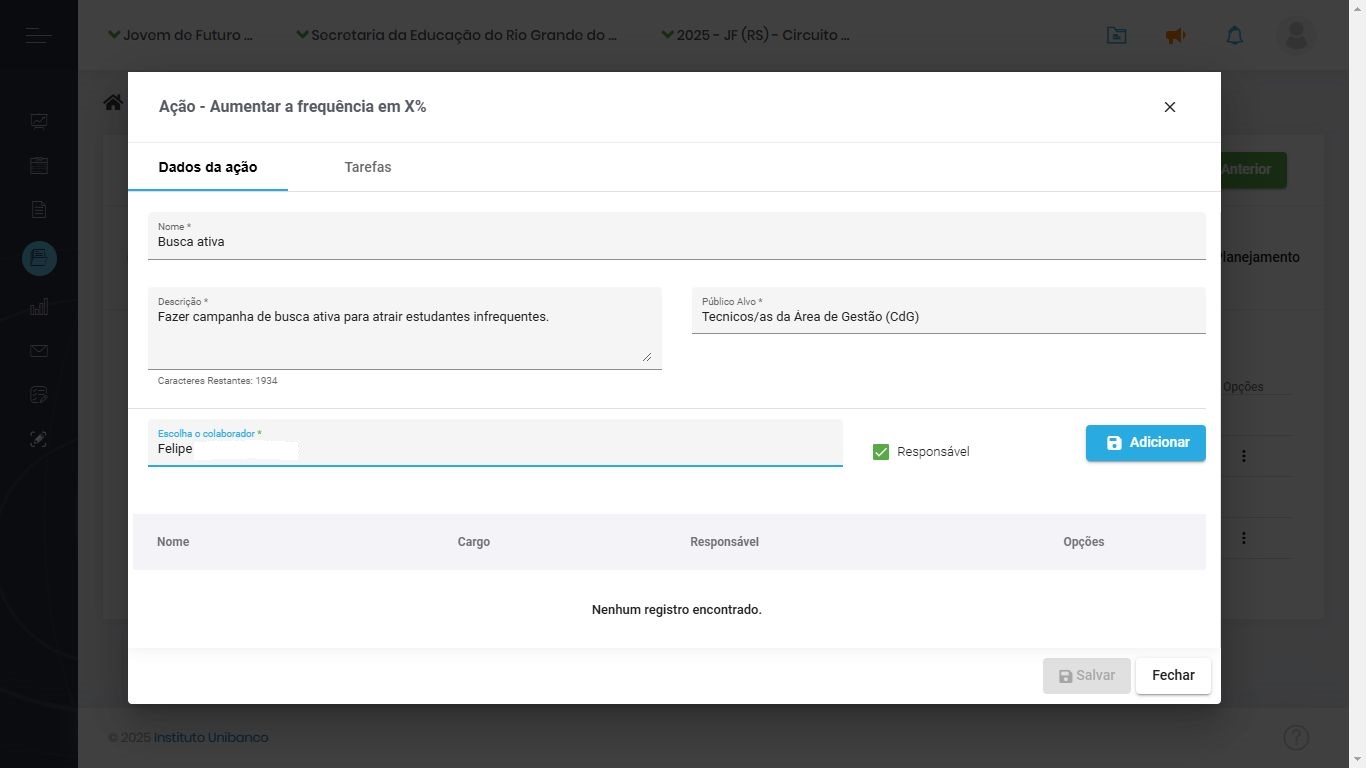 Jovem de Futuro ...
Secretaria da Educação do Rio Grande do ...
2025 - JF (RS) - Circuito ...
Ação - Aumentar a frequência em X%
Anterior
Dados da ação
Tarefas
Nome *
Busca ativa
Planejamento
Descrição *
Fazer campanha de busca ativa para atrair estudantes infrequentes.
Público Alvo *
Tecnicos/as da Área de Gestão (CdG)
Caracteres Restantes: 1934
Opções
Escolha o colaborador *
Felipe
Responsável
Adicionar
Nome
Cargo
Responsável
Opções
Nenhum registro encontrado.
Salvar
Fechar
© 2025 Instituto Unibanco